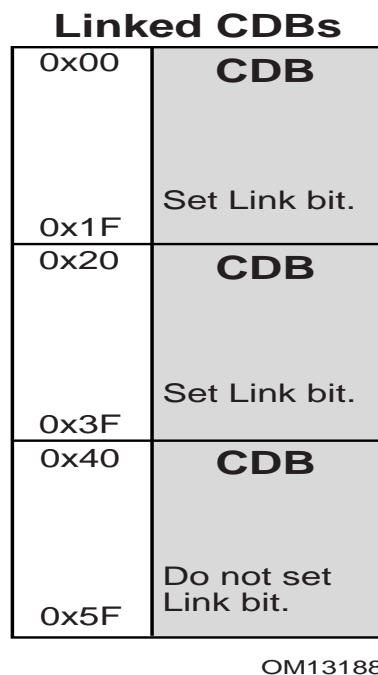 Linked CDBs
0x00 CDB
Set Link bit.
0x1F
0x20 CDB
Set Link bit.
0x3F
0x40 CDB
Do not set
Link bit.
0x5F
OM13188